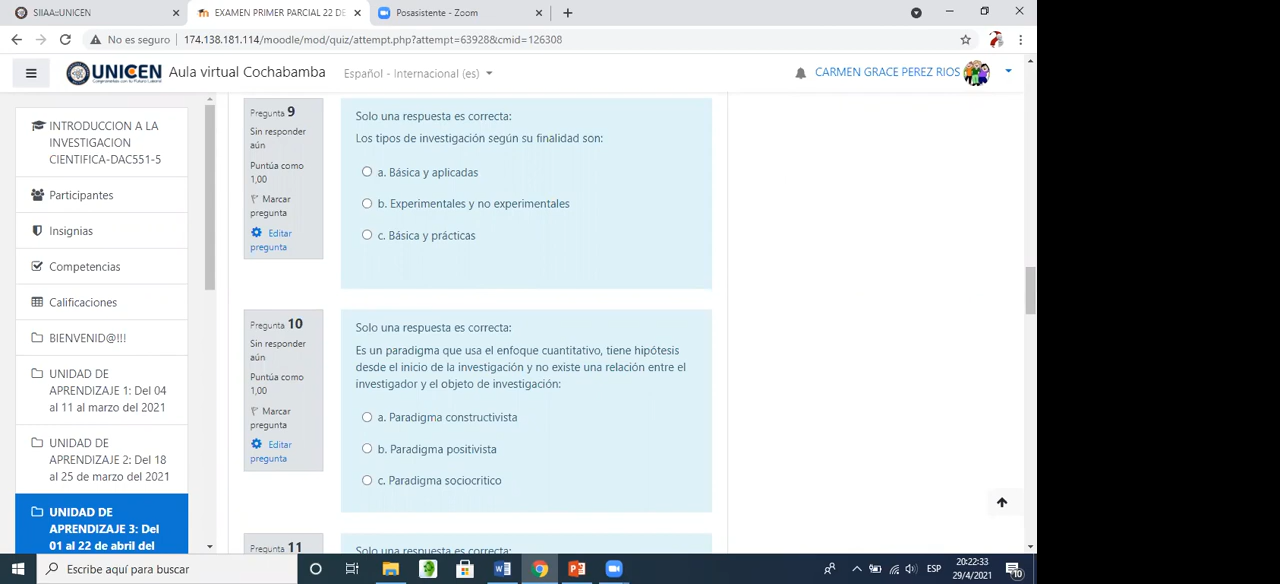 SIIAA::UNICEN
EXAMEN PRIMER PARCIAL 22 DE
Posasistente - Zoom
No es seguro
174.138.181.114/moodle/mod/quiz/attempt.php?attempt=63928&cmid=126308
UNICEN
Aula virtual Cochabamba
Español - Internacional (es)
CARMEN GRACE PEREZ RIOS
INTRODUCCION A LA
INVESTIGACION
CIENTIFICA-DAC551-5
Participantes
Insignias
Competencias
Calificaciones
BIENVENID@!!!
UNIDAD DE
APRENDIZAJE 1: Del 04
al 11 al marzo del 2021
UNIDAD DE
APRENDIZAJE 2: Del 18
al 25 de marzo del 2021
UNIDAD DE
APRENDIZAJE 3: Del
01 al 22 de abril del
Pregunta 9
Sin responder
aún
Puntúa como
1,00
Marcar
pregunta
Editar
pregunta
Solo una respuesta es correcta:
Los tipos de investigación según su finalidad son:
a. Básica y aplicadas
b. Experimentales y no experimentales
c. Básica y prácticas
Pregunta 10
Sin responder
aún
Puntúa como
1,00
Marcar
pregunta
Editar
pregunta
Solo una respuesta es correcta:
Es un paradigma que usa el enfoque cuantitativo, tiene hipótesis
desde el inicio de la investigación y no existe una relación entre el
investigador y el objeto de investigación:
a. Paradigma constructivista
b. Paradigma positivista
c. Paradigma sociocritico
Pregunta 11
Solo una respuesta es correcta:
Escribe aquí para buscar
ESP
20:22:33
29/4/2021
10